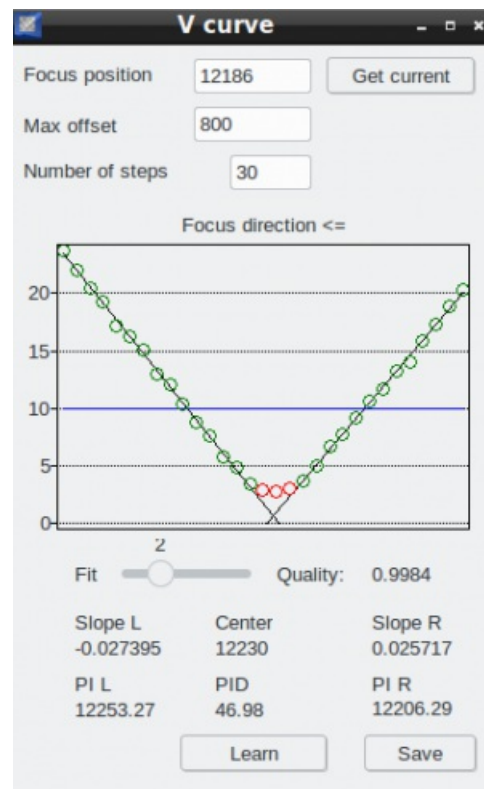 V curve
Focus position 12186 Get current
Max offset 800
Number of steps 30
Focus direction <=
20
15
10
5
0
2
Fit Quality: 0.9984
Slope L Center Slope R
-0.027395 12230 0.025717
PI L PID PI R
12253.27 46.98 12206.29
Learn Save